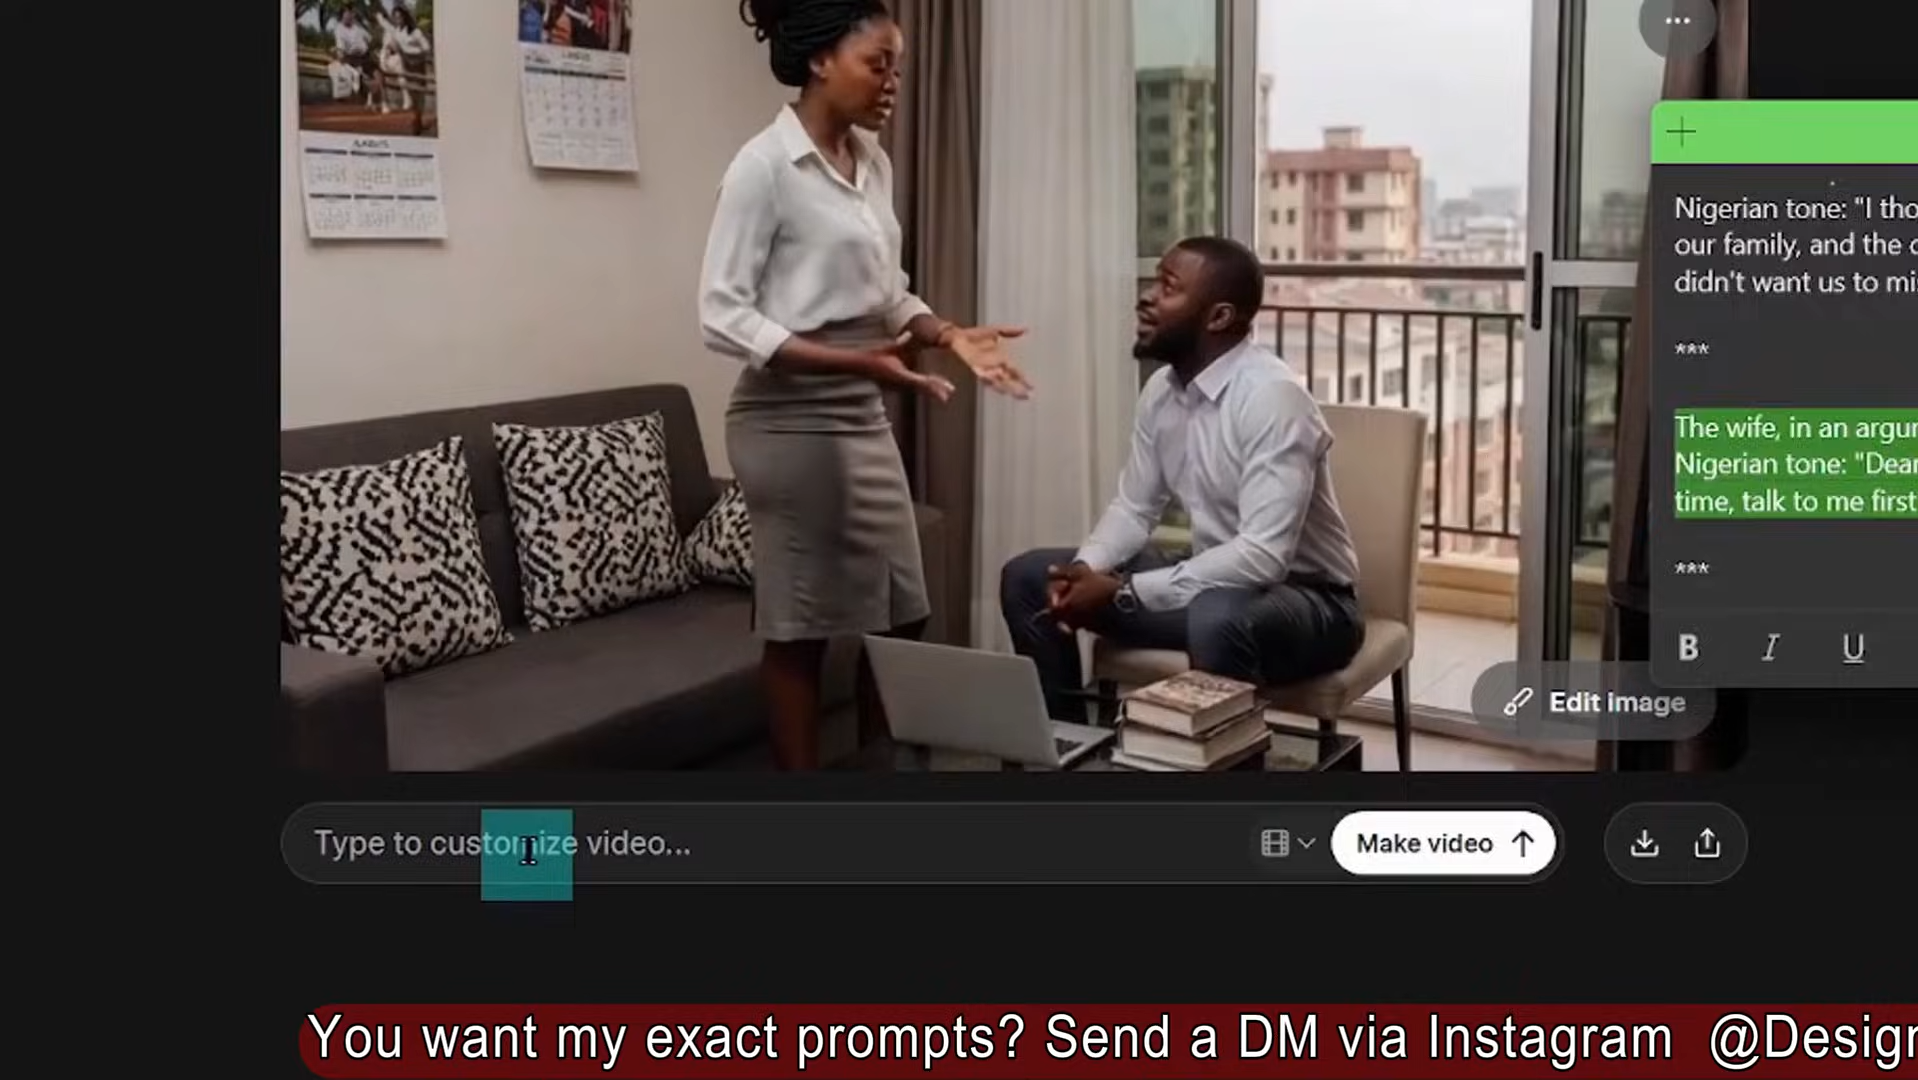 Nigerian tone: "I tho
our family, and the
didn't want us to mi
***
The wife, in an argu
Nigerian tone: "Dear
time, talk to me first
***
B I U
Edit Image
Type to customize video...
Make video
You want my exact prompts? Send a DM via Instagram @Design